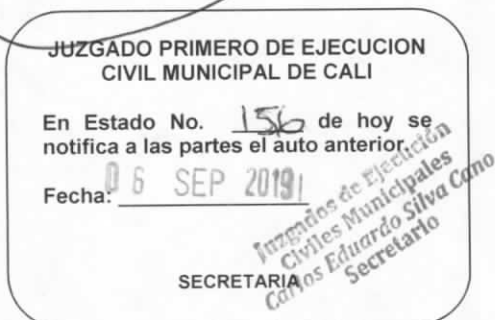 JUZGADO PRIMERO DE EJECUCION
CIVIL MUNICIPAL DE CALI
En Estado No. 156 de hoy se
notifica a las partes el auto anterior.
Fecha: 06 SEP 2019
Juzgados de Ejecución
Civiles Municipales
Carlos Eduardo Silva Cano
Secretario
SECRETARIA